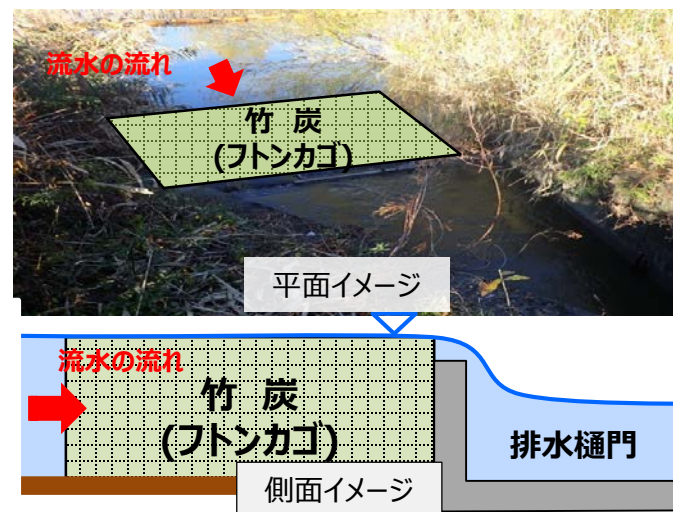 流水の流れ
竹 炭
(フトンカゴ)
平面イメージ
流水の流れ
竹 炭
(フトンカゴ)
排水樋門
側面イメージ